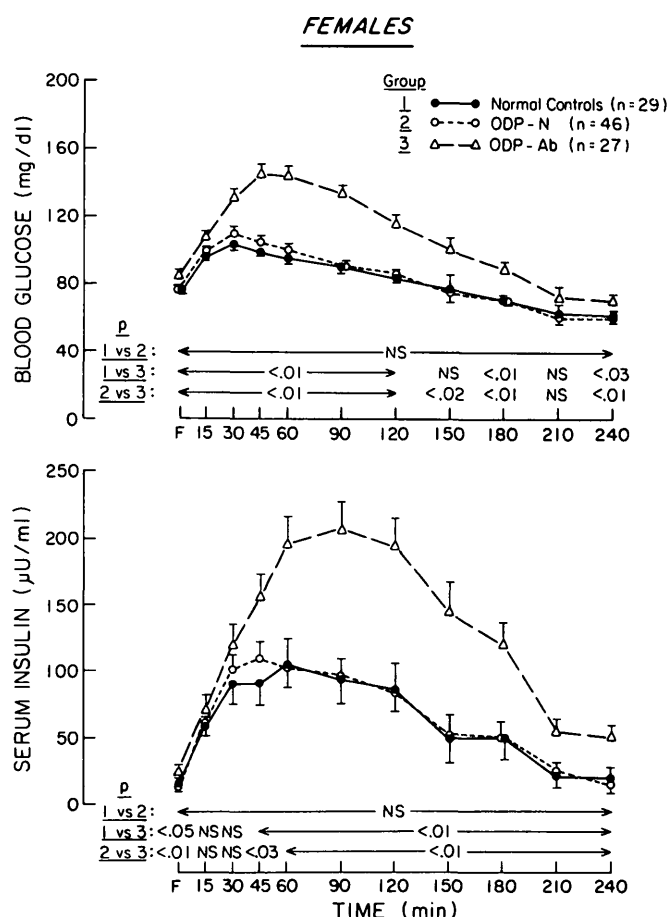 FEMALES
Group
1 Normal Controls (n=29)
2 ODP-N (n=46)
3 ODP-Ab (n=27)
BLOOD GLUCOSE (mg/dl)
200
160
120
80
40
0
p
1 vs 2: NS
1 vs 3: <.01 NS <.01 NS <.03
2 vs 3: <.01 <.02 <.01 NS <.01
F 15 30 45 60 90 120 150 180 210 240
SERUM INSULIN (µU/ml)
250
200
150
100
50
0
p
1 vs 2: NS
1 vs 3: <.05 NS NS <.01
2 vs 3: <.01 NS NS <.03 <.01
F 15 30 45 60 90 120 150 180 210 240
TIME (min)